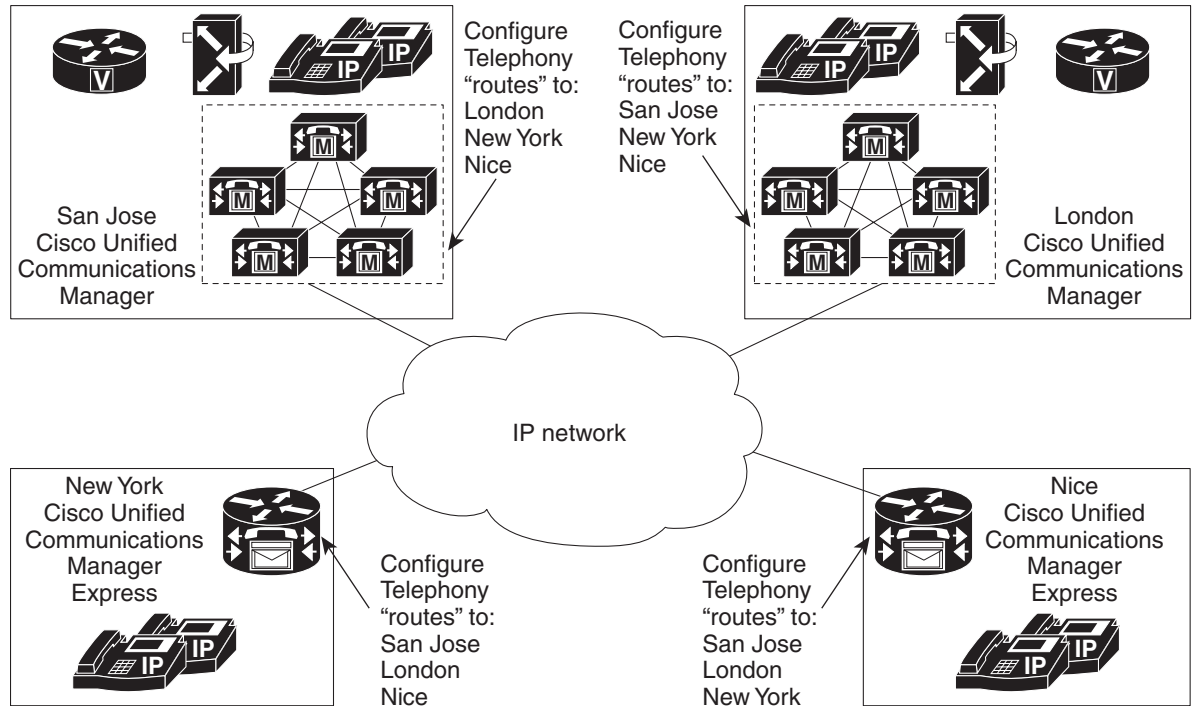 V
IP
IP
Configure
Telephony
“routes” to:
London
New York
Nice
M
M
M
M
M
San Jose
Cisco Unified
Communications
Manager
Configure
Telephony
“routes” to:
San Jose
New York
Nice
IP
IP
V
M
M
M
M
M
London
Cisco Unified
Communications
Manager
IP network
New York
Cisco Unified
Communications
Manager
Express
IP
IP
Configure
Telephony
“routes” to:
San Jose
London
Nice
Configure
Telephony
“routes” to:
San Jose
London
New York
Nice
Cisco Unified
Communications
Manager
Express
IP
IP